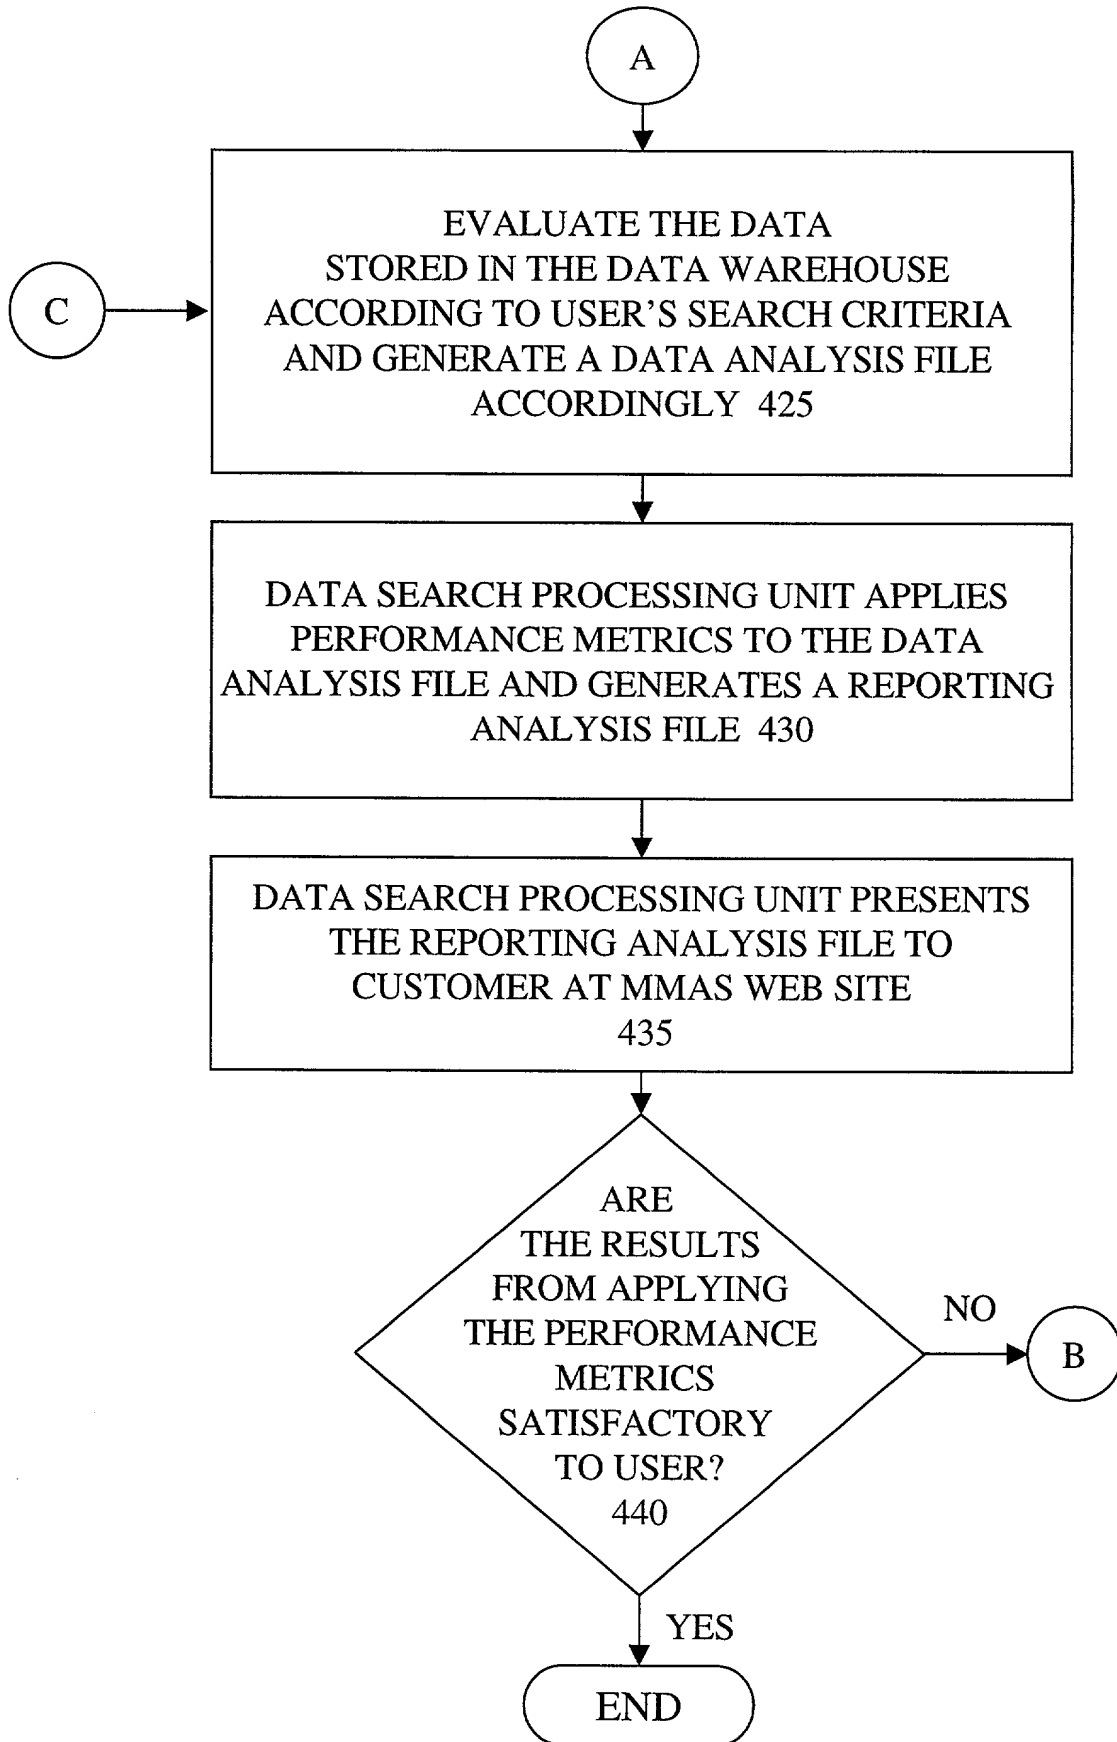 A
EVALUATE THE DATA
STORED IN THE DATA WAREHOUSE
ACCORDING TO USER'S SEARCH CRITERIA
AND GENERATE A DATA ANALYSIS FILE
ACCORDINGLY 425
C
DATA SEARCH PROCESSING UNIT APPLIES
PERFORMANCE METRICS TO THE DATA
ANALYSIS FILE AND GENERATES A REPORTING
ANALYSIS FILE 430
DATA SEARCH PROCESSING UNIT PRESENTS
THE REPORTING ANALYSIS FILE TO
CUSTOMER AT MMAS WEB SITE
435
ARE
THE RESULTS
FROM APPLYING
THE PERFORMANCE
METRICS
SATISFACTORY
TO USER?
440
NO
B
YES
END